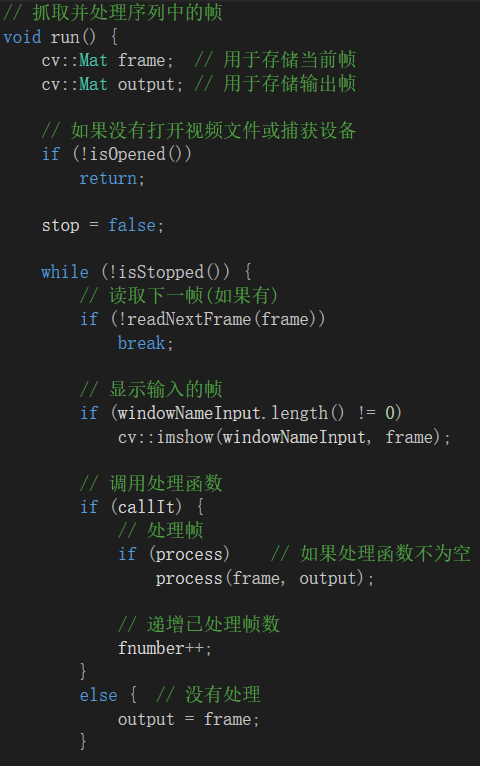 // 抓取并处理序列中的帧
void run() {
    cv::Mat frame;  // 用于存储当前帧
    cv::Mat output; // 用于存储输出帧

    // 如果没有打开视频文件或捕获设备
    if (!isOpened())
        return;

    stop = false;

    while (!isStopped()) {
        // 读取下一帧(如果有)
        if (!readNextFrame(frame))
            break;

        // 显示输入的帧
        if (windowNameInput.length() != 0)
            cv::imshow(windowNameInput, frame);

        // 调用处理函数
        if (callIt) {
            // 处理帧
            if (process)    // 如果处理函数不为空
                process(frame, output);

            // 递增已处理帧数
            fnumber++;
        }
        else {  // 没有处理
            output = frame;
        }